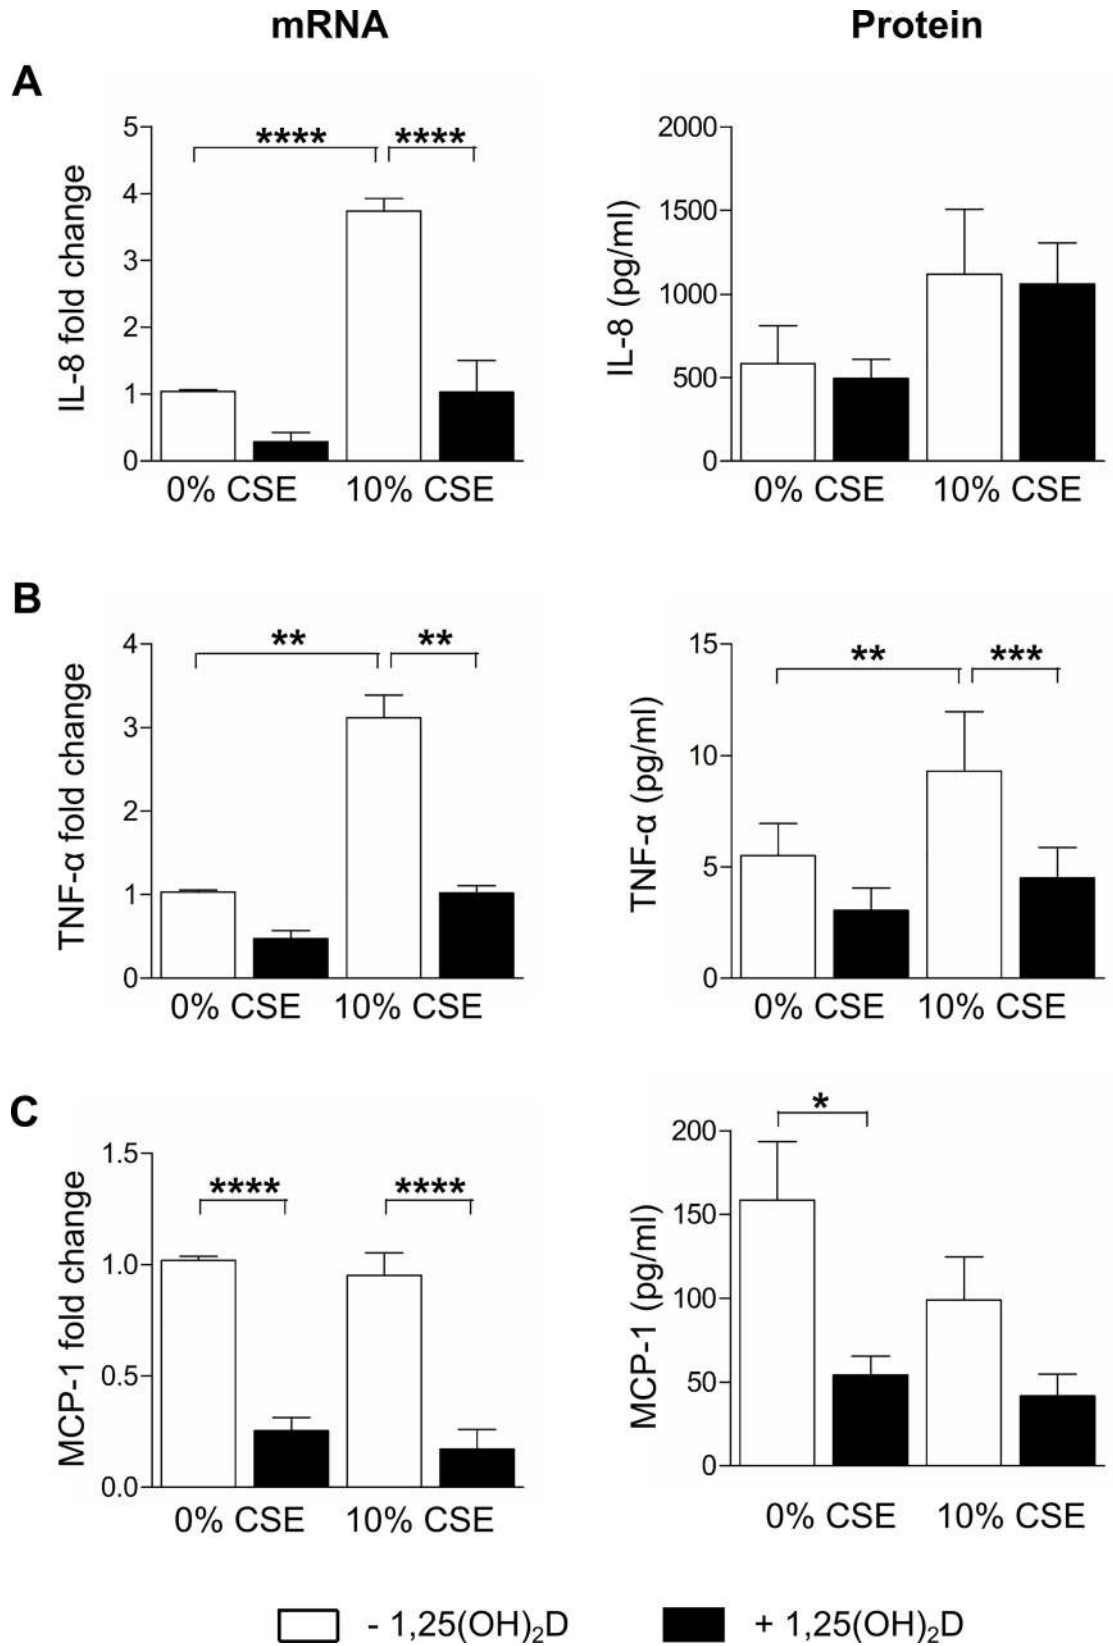 mRNA Protein
A
IL-8 fold change
5
4
3
2
1
0
**** ****
0% CSE 10% CSE
IL-8 (pg/ml)
2000
1500
1000
500
0
0% CSE 10% CSE
B
TNF-α fold change
4
3
2
1
0
** **
0% CSE 10% CSE
TNF-α (pg/ml)
15
10
5
0
** ***
0% CSE 10% CSE
C
MCP-1 fold change
1.5
1.0
0.5
0.0
**** ****
0% CSE 10% CSE
MCP-1 (pg/ml)
200
150
100
50
0
*
0% CSE 10% CSE
- 1,25(OH)₂D + 1,25(OH)₂D